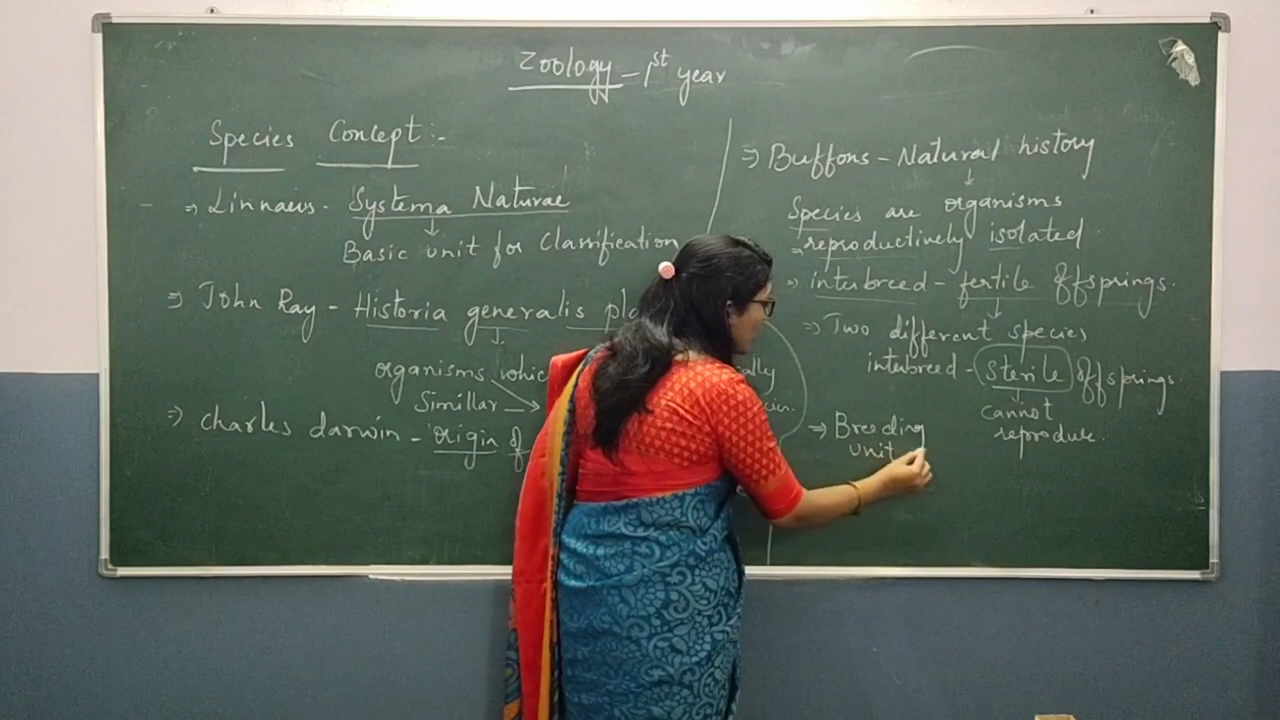 Zoology - 1st year
Species Concept:-
⇒ Linnaeus - Systema Naturae
↓
Basic unit for Classification
⇒ John Ray - Historia generalis
↓
organisms
Simillar →
⇒ Charles darwin - origin of
⇒ Buffons - Natural history
↓
Species are organisms
⇒ reproductively isolated
⇒ interbreed - fertile offsprings.
↓
⇒ Two different species
interbreed - Sterile offsprings.
↓
cannot
reproduce.
⇒ Breeding
unit